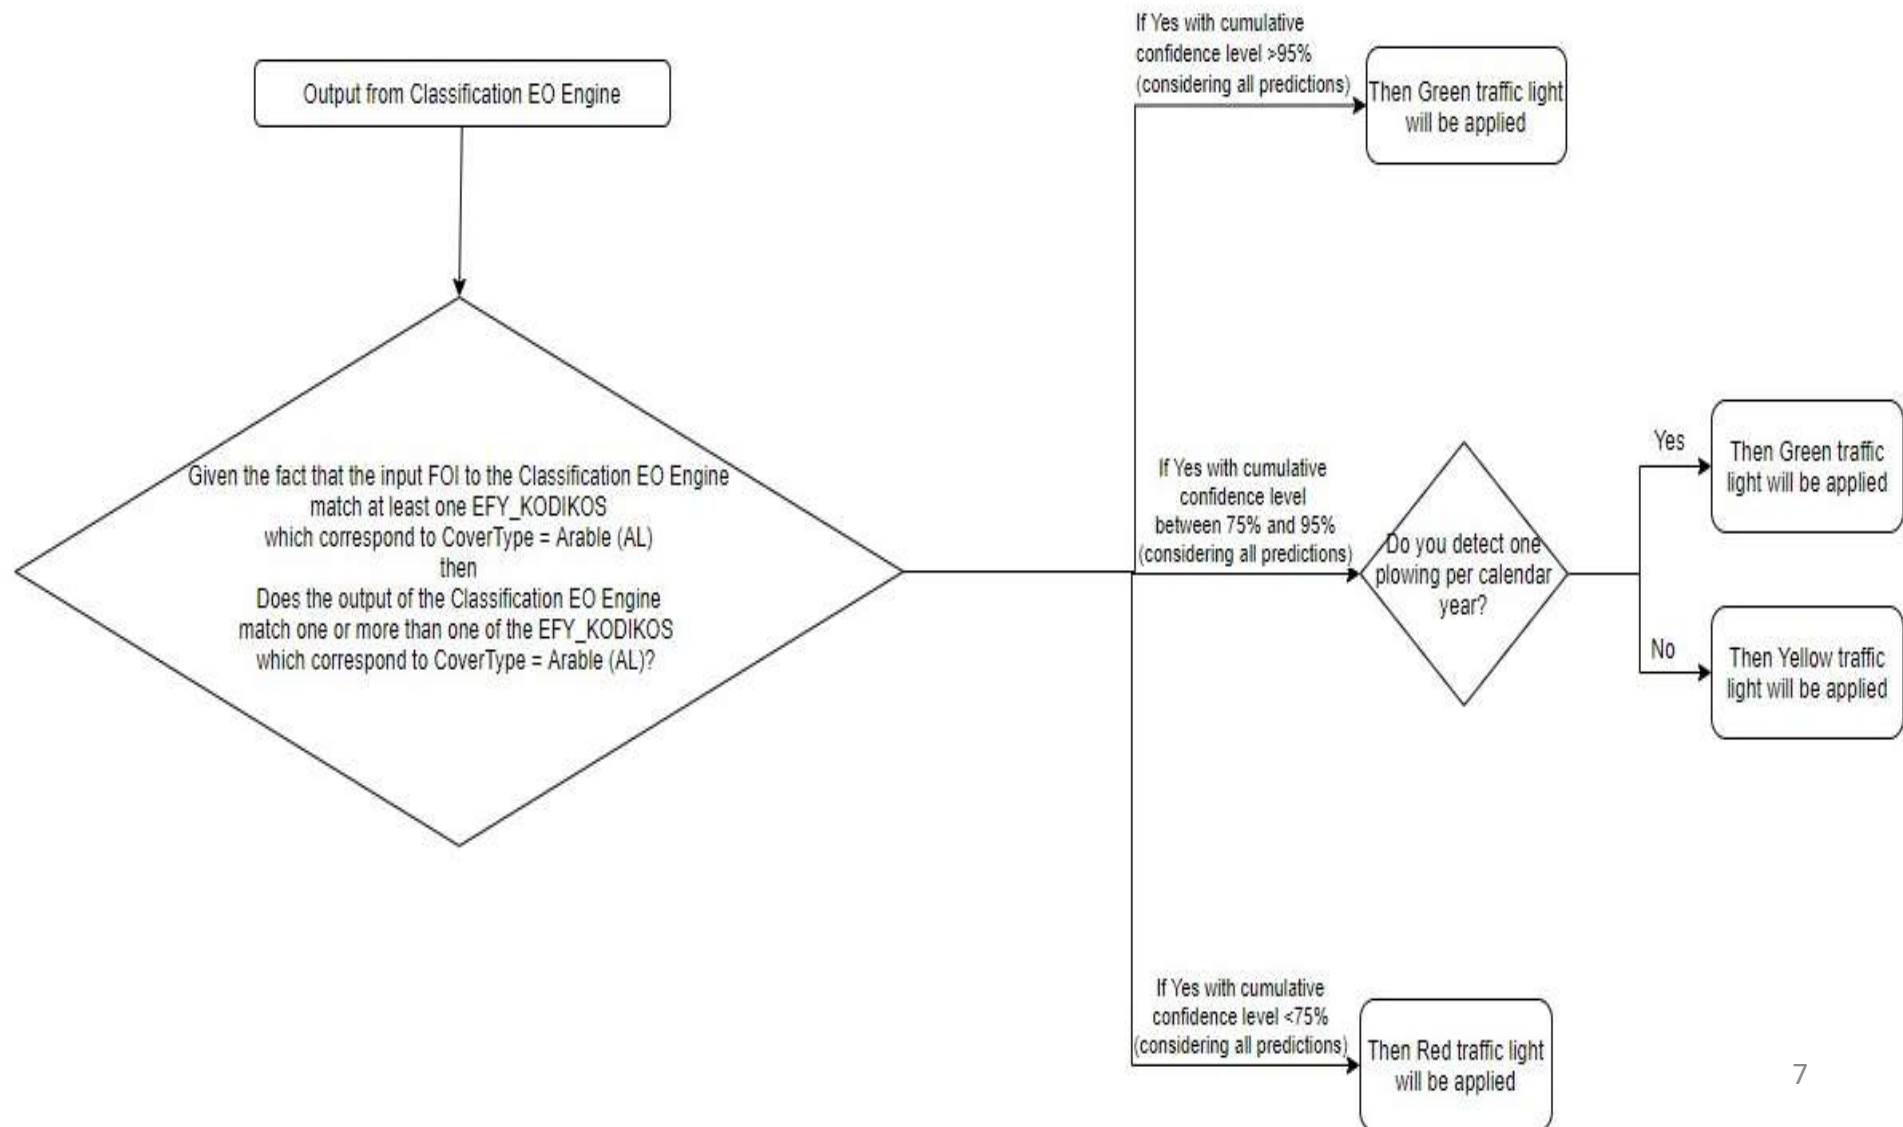 Output from Classification EO Engine
Given the fact that the input FOI to the Classification EO Engine
match at least one EFY_KODIKOS
which correspond to CoverType = Arable (AL)
then
Does the output of the Classification EO Engine
match one or more than one of the EFY_KODIKOS
which correspond to CoverType = Arable (AL)?
If Yes with cumulative
confidence level >95%
(considering all predictions)
Then Green traffic light
will be applied
If Yes with cumulative
confidence level
between 75% and 95%
(considering all predictions)
Do you detect one
plowing per calendar
year?
Yes
Then Green traffic
light will be applied
No
Then Yellow traffic
light will be applied
If Yes with cumulative
confidence level <75%
(considering all predictions)
Then Red traffic light
will be applied
7